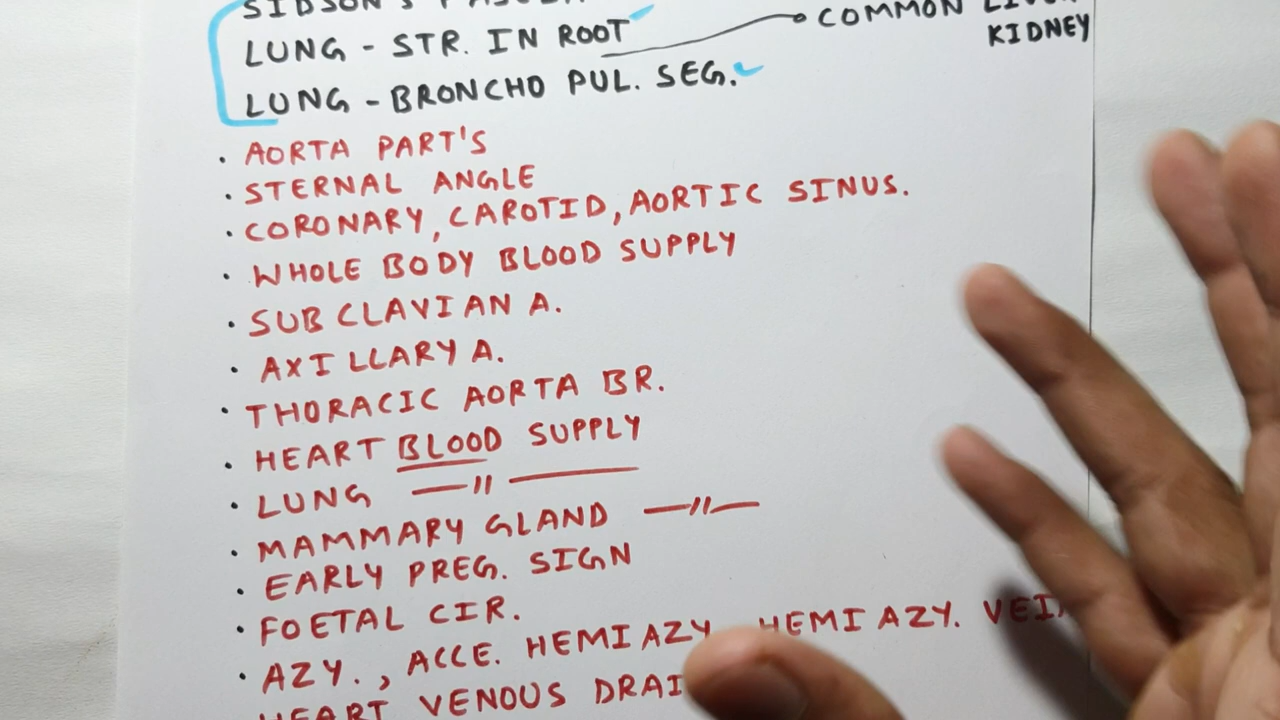 LUNG - STR. IN ROOT
COMMON
KIDNEY
LUNG - BRONCHO PUL. SEG.
. AORTA PART'S
. STERNAL ANGLE
. CORONARY, CAROTID, AORTIC SINUS.
. WHOLE BODY BLOOD SUPPLY
. SUBCLAVIAN A.
. AXILLARY A.
. THORACIC AORTA BR.
. HEART BLOOD SUPPLY
. LUNG —〃—
. MAMMARY GLAND —〃—
. EARLY PREG. SIGN
. FOETAL CIR.
. AZY., ACCE. HEMIAZY HEMIAZY.
HEART VENOUS